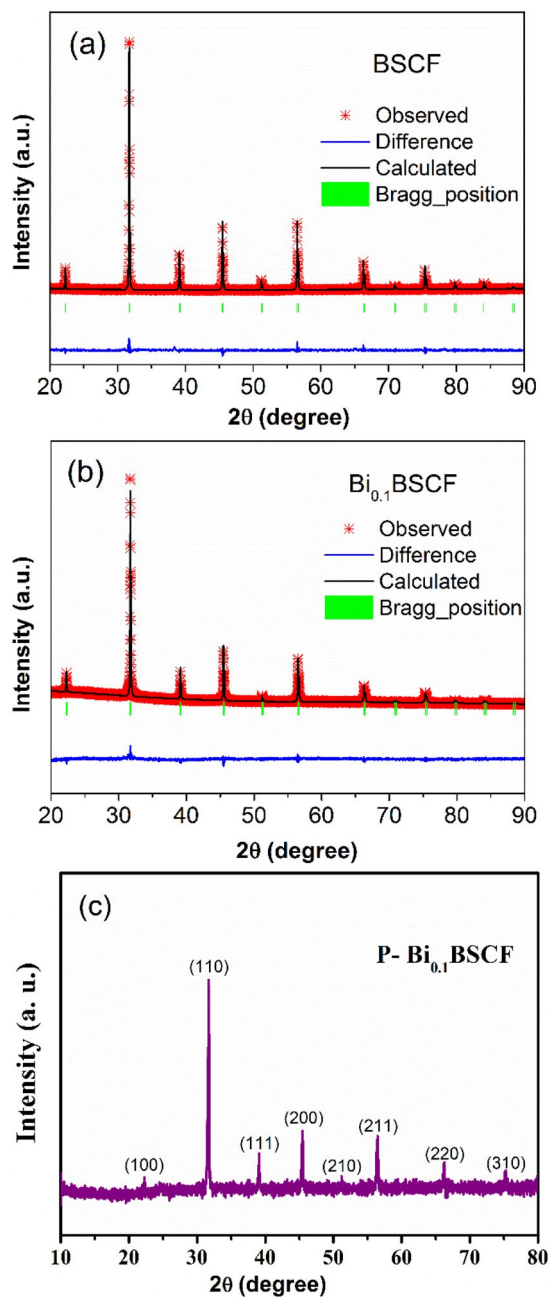 (a)
BSCF
Observed
Difference
Calculated
Bragg_position
Intensity (a.u.)
20 30 40 50 60 70 80 90
2θ (degree)
(b)
Bi0.1BSCF
Observed
Difference
Calculated
Bragg_position
Intensity (a.u.)
20 30 40 50 60 70 80 90
2θ (degree)
(c)
P- Bi0.1BSCF
(110)
(200)
(211)
(111)
(100)
(210)
(220)
(310)
Intensity (a. u.)
10 20 30 40 50 60 70 80
2θ (degree)